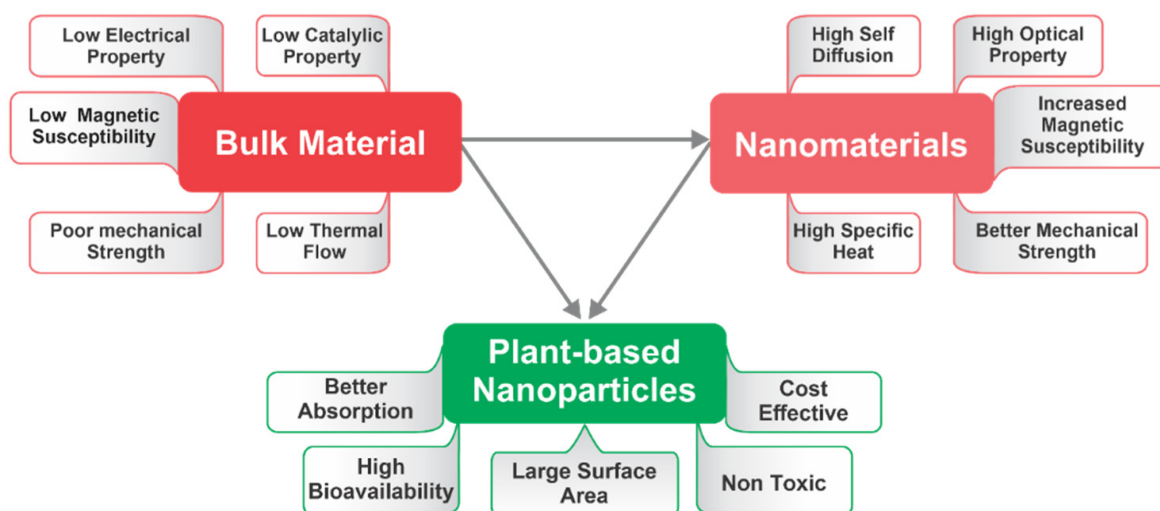 Low Electrical
Property
Low Catalylic
Property
Low Magnetic
Susceptibility
Bulk Material
Poor mechanical
Strength
Low Thermal
Flow
High Self
Diffusion
High Optical
Property
Increased
Magnetic
Susceptibility
Nanomaterials
High Specific
Heat
Better Mechanical
Strength
Plant-based
Nanoparticles
Better
Absorption
Cost
Effective
High
Bioavailability
Large Surface
Area
Non Toxic